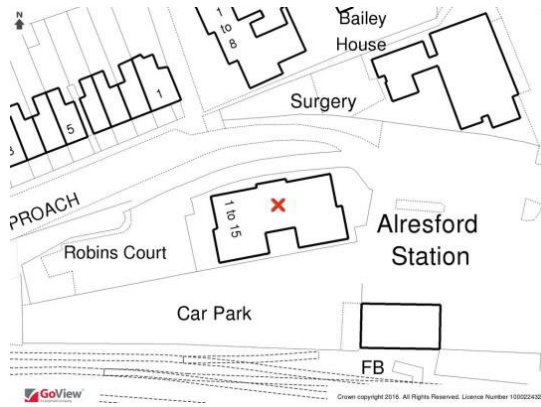 N
1
to
8
Bailey
House
Surgery
1
5
3
PROACH
1 to 15
Robins Court
Alresford
Station
Car Park
FB
GoView
Crown copyright 2016. All Rights Reserved. Licence Number 100022432